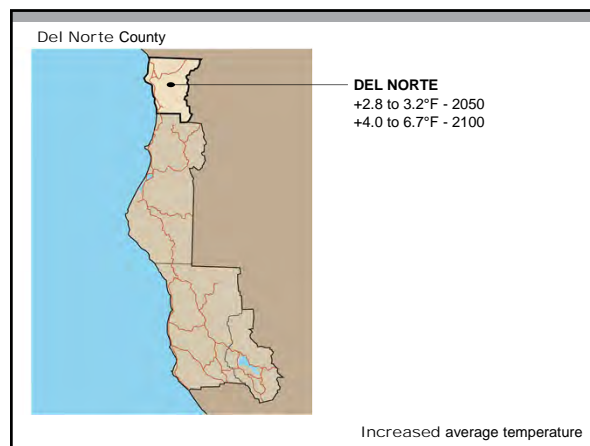 Del Norte County
DEL NORTE
+2.8 to 3.2°F - 2050
+4.0 to 6.7°F - 2100
Increased average temperature